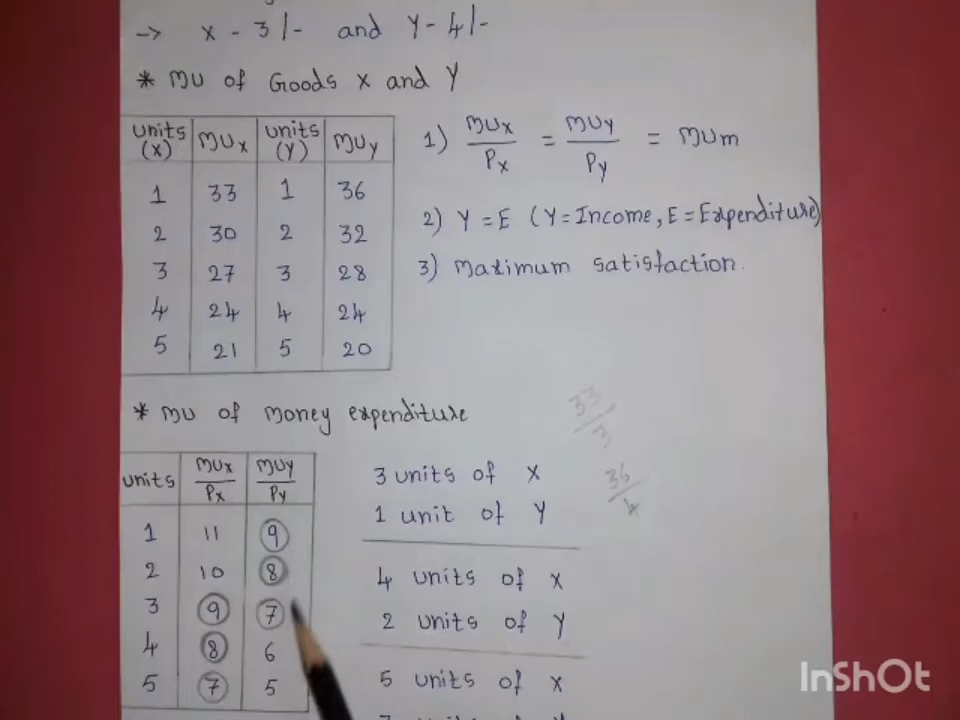 -> X - 3/- and Y - 4/-
* MU of Goods X and Y
units (X) MUx units (Y) MUy
1 33 1 36
2 30 2 32
3 27 3 28
4 24 4 24
5 21 5 20
1) MUx/Px = MUy/Py = MUm
2) Y = E (Y = Income, E = Expenditure)
3) Maximum satisfaction.
* MU of Money expenditure
units MUx/Px MUy/Py
1 11 9
2 10 8
3 9 7
4 8 6
5 7 5
33/3
36/4
3 units of X
1 unit of Y
4 units of X
2 units of Y
5 units of X
InShOt